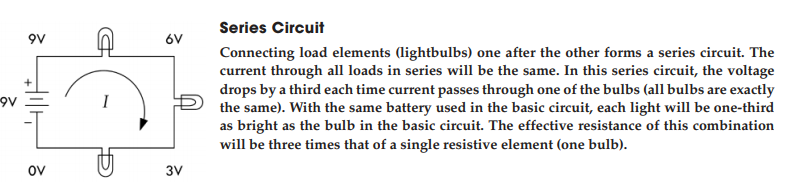 Series Circuit
9V
6V
Connecting load elements (lightbulbs) one after the other forms a series circuit. The
current through all loads in series will be the same. In this series circuit, the voltage
drops by a third each time current passes through one of the bulbs (all bulbs are exactly
+
9V
I
the same). With the same battery used in the basic circuit, each light will be one-third
−
as bright as the bulb in the basic circuit. The effective resistance of this combination
will be three times that of a single resistive element (one bulb).
0V
3V